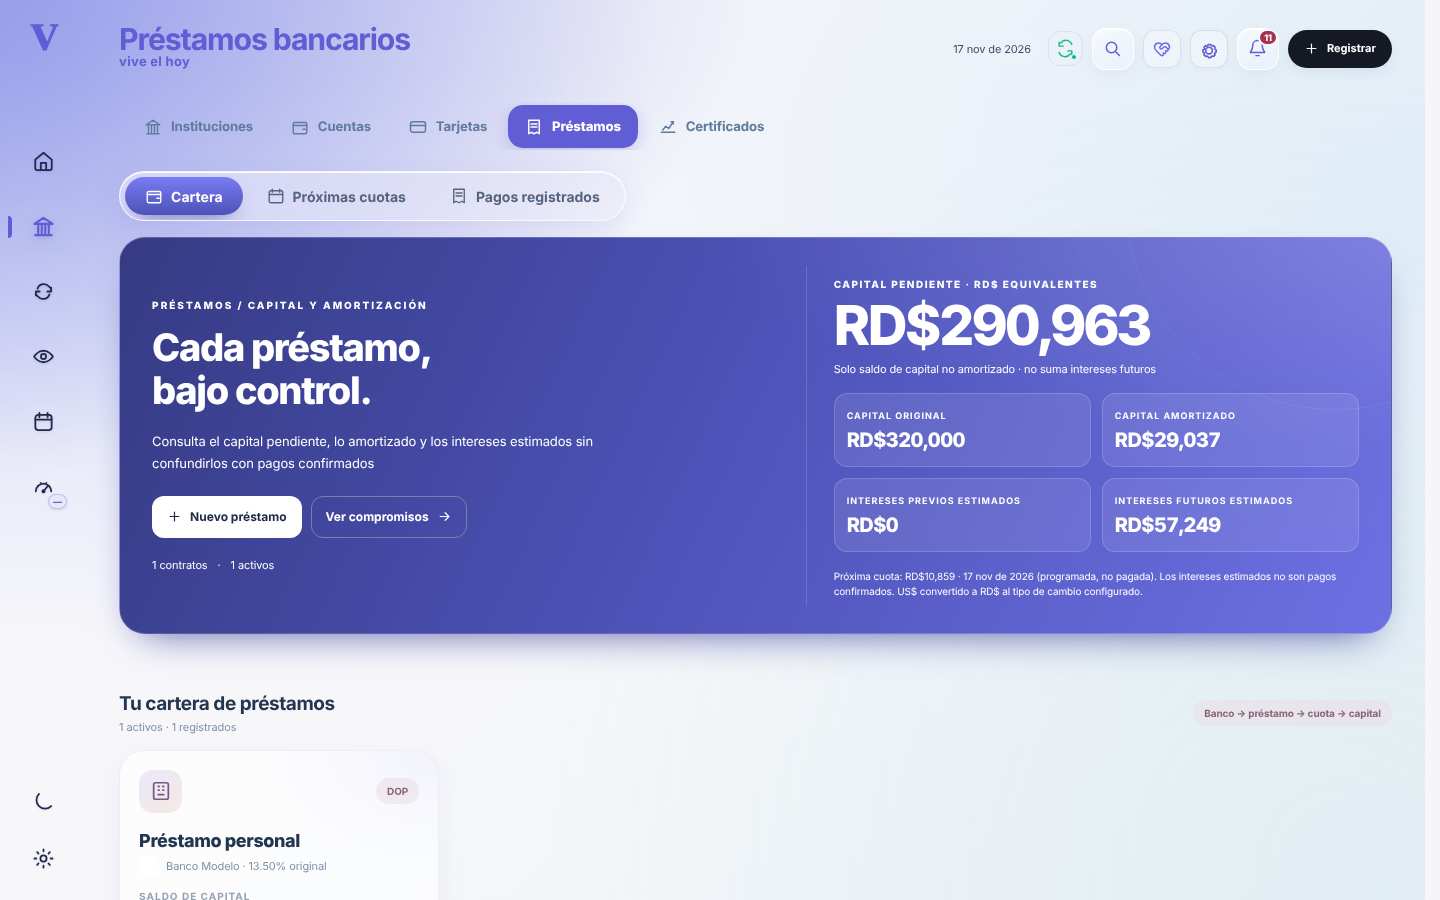 V
Préstamos bancarios
vive el hoy
17 nov de 2026
11
Registrar
Instituciones
Cuentas
Tarjetas
Préstamos
Certificados
Cartera
Próximas cuotas
Pagos registrados
PRÉSTAMOS / CAPITAL Y AMORTIZACIÓN
Cada préstamo,
bajo control.
Consulta el capital pendiente, lo amortizado y los intereses estimados sin
confundirlos con pagos confirmados
Nuevo préstamo
Ver compromisos →
1 contratos · 1 activos
CAPITAL PENDIENTE · RD$ EQUIVALENTES
RD$290,963
Solo saldo de capital no amortizado · no suma intereses futuros
CAPITAL ORIGINAL
RD$320,000
CAPITAL AMORTIZADO
RD$29,037
INTERESES PREVIOS ESTIMADOS
RD$0
INTERESES FUTUROS ESTIMADOS
RD$57,249
Próxima cuota: RD$10,859 · 17 nov de 2026 (programada, no pagada). Los intereses estimados no son pagos
confirmados. US$ convertido a RD$ al tipo de cambio configurado.
Tu cartera de préstamos
1 activos · 1 registrados
Banco → préstamo → cuota → capital
DOP
Préstamo personal
Banco Modelo · 13.50% original
SALDO DE CAPITAL